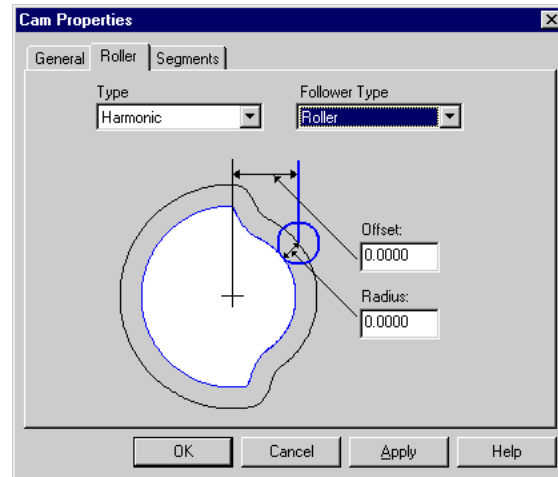 Cam Properties
General Roller Segments
Type Follower Type
Harmonic Roller
Offset:
0.0000
Radius:
0.0000
OK Cancel Apply Help